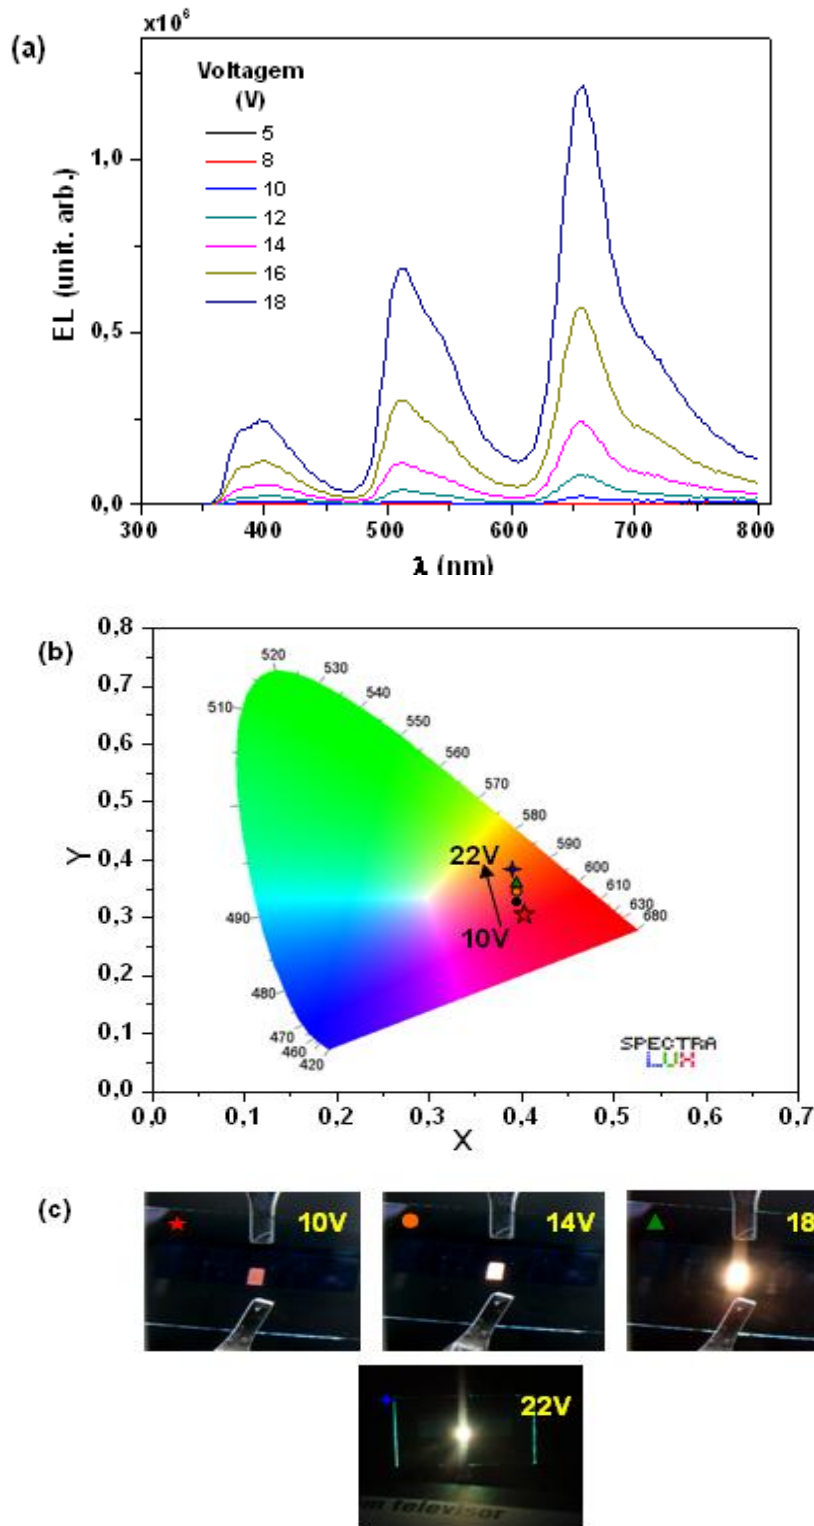 (a)
x10⁶
Voltagem
(V)
5
8
10
12
14
16
18
EL (unit. arb.)
1,0
0,5
0,0
300 400 500 600 700 800
λ (nm)
(b)
0,8
0,7
0,6
0,5
0,4
0,3
0,2
0,1
0,0
Y
520
530
510
540
550
560
570
580
590
600
610
630
680
490
480
470
460
420
22V
10V
SPECTRA
LUX
0,0 0,1 0,2 0,3 0,4 0,5 0,6 0,7
X
(c)
10V
14V
18
22V
televisor